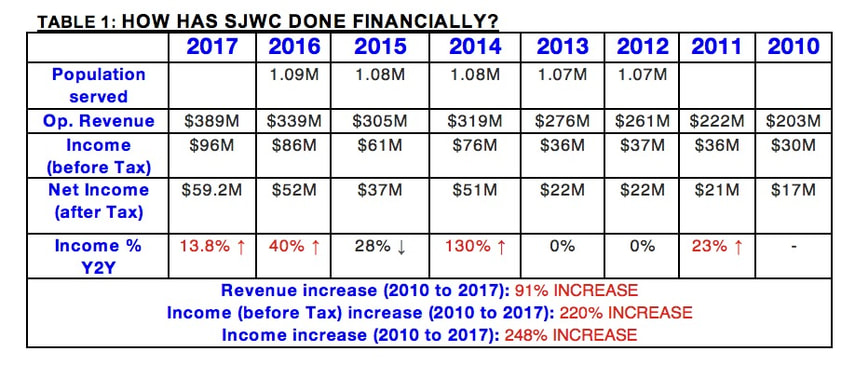 TABLE 1: HOW HAS SJWC DONE FINANCIALLY?
2017 2016 2015 2014 2013 2012 2011 2010
Population served 1.09M 1.08M 1.08M 1.07M 1.07M
Op. Revenue $389M $339M $305M $319M $276M $261M $222M $203M
Income (before Tax) $96M $86M $61M $76M $36M $37M $36M $30M
Net Income (after Tax) $59.2M $52M $37M $51M $22M $22M $21M $17M
Income % Y2Y 13.8% ↑ 40% ↑ 28% ↓ 130% ↑ 0% 0% 23% ↑ -
Revenue increase (2010 to 2017): 91% INCREASE
Income (before Tax) increase (2010 to 2017): 220% INCREASE
Income increase (2010 to 2017): 248% INCREASE